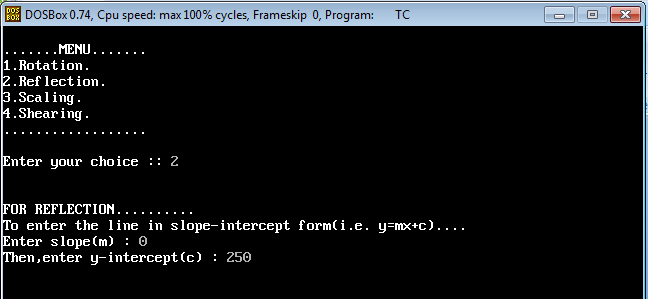 DOSBox 0.74, Cpu speed: max 100% cycles, Frameskip 0, Program: TC
.......MENU.......
1.Rotation.
2.Reflection.
3.Scaling.
4.Shearing.
..................
Enter your choice :: 2
FOR REFLECTION..........
To enter the line in slope-intercept form(i.e. y=mx+c)....
Enter slope(m) : 0
Then,enter y-intercept(c) : 250